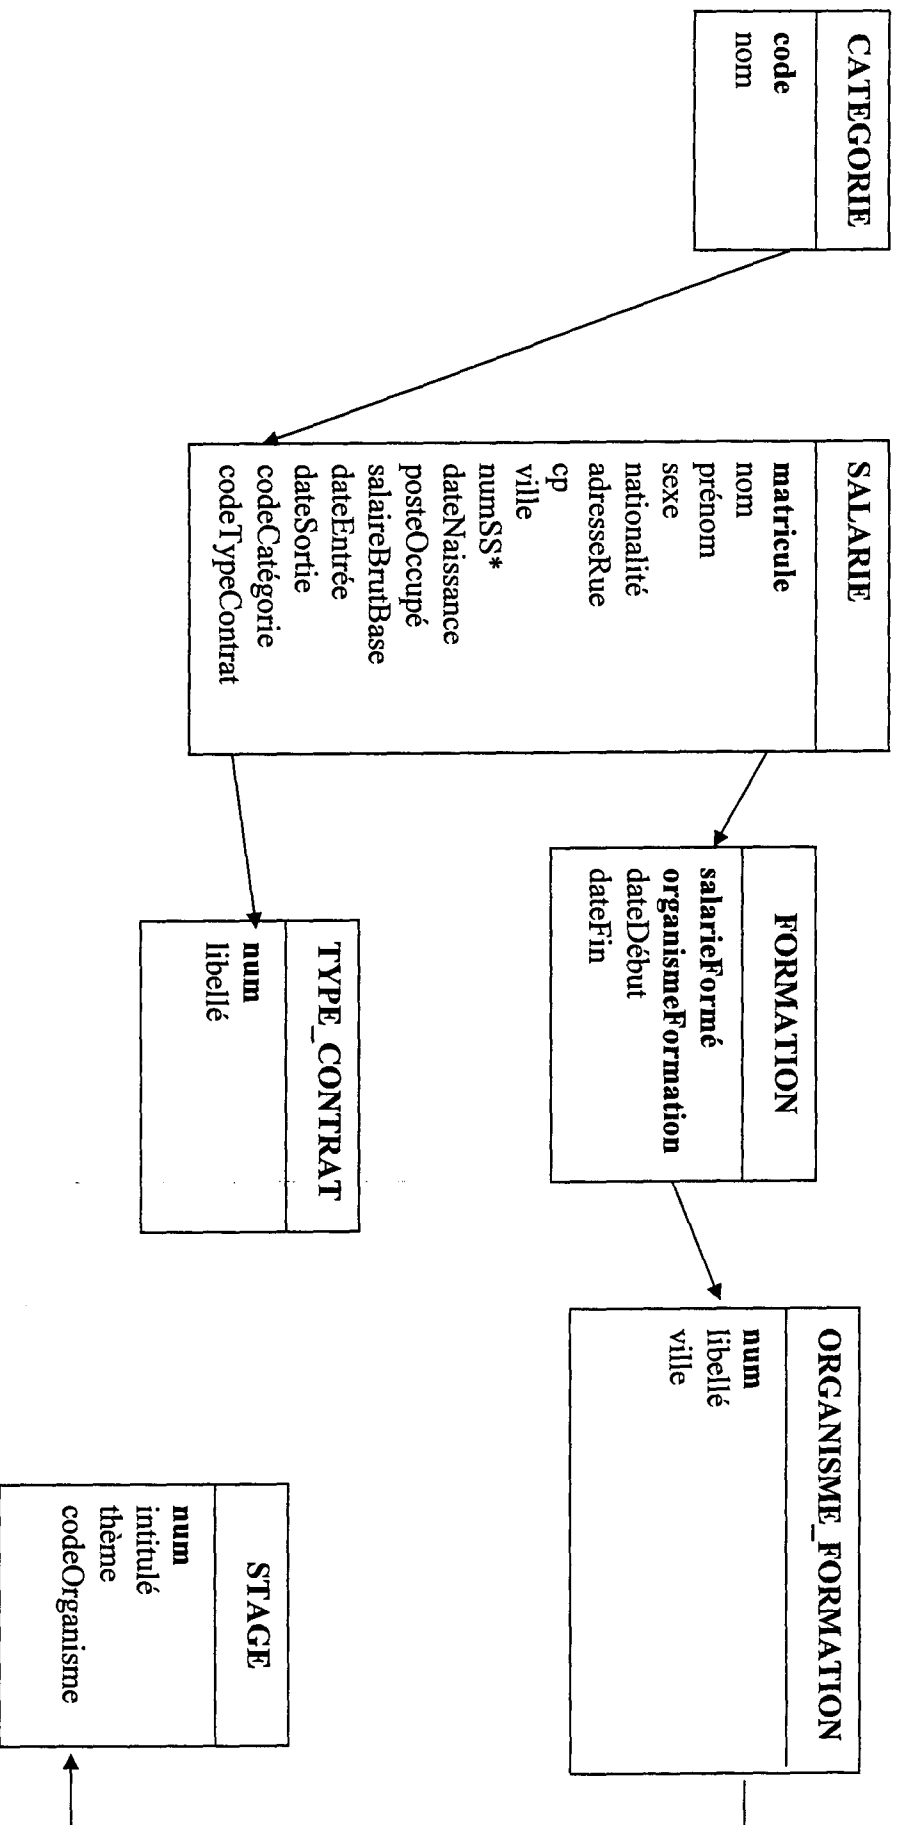 CATEGORIE
code
nom
SALARIE
matricule
nom
prénom
sexe
nationalité
adresseRue
cp
ville
numSS*
dateNaissance
posteOccupé
salaireBrutBase
dateEntrée
dateSortie
codeCatégorie
codeTypeContrat
FORMATION
salarieFormé
organismeFormation
dateDébut
dateFin
TYPE_CONTRAT
num
libellé
ORGANISME_FORMATION
num
libellé
ville
STAGE
num
intitulé
thème
codeOrganisme